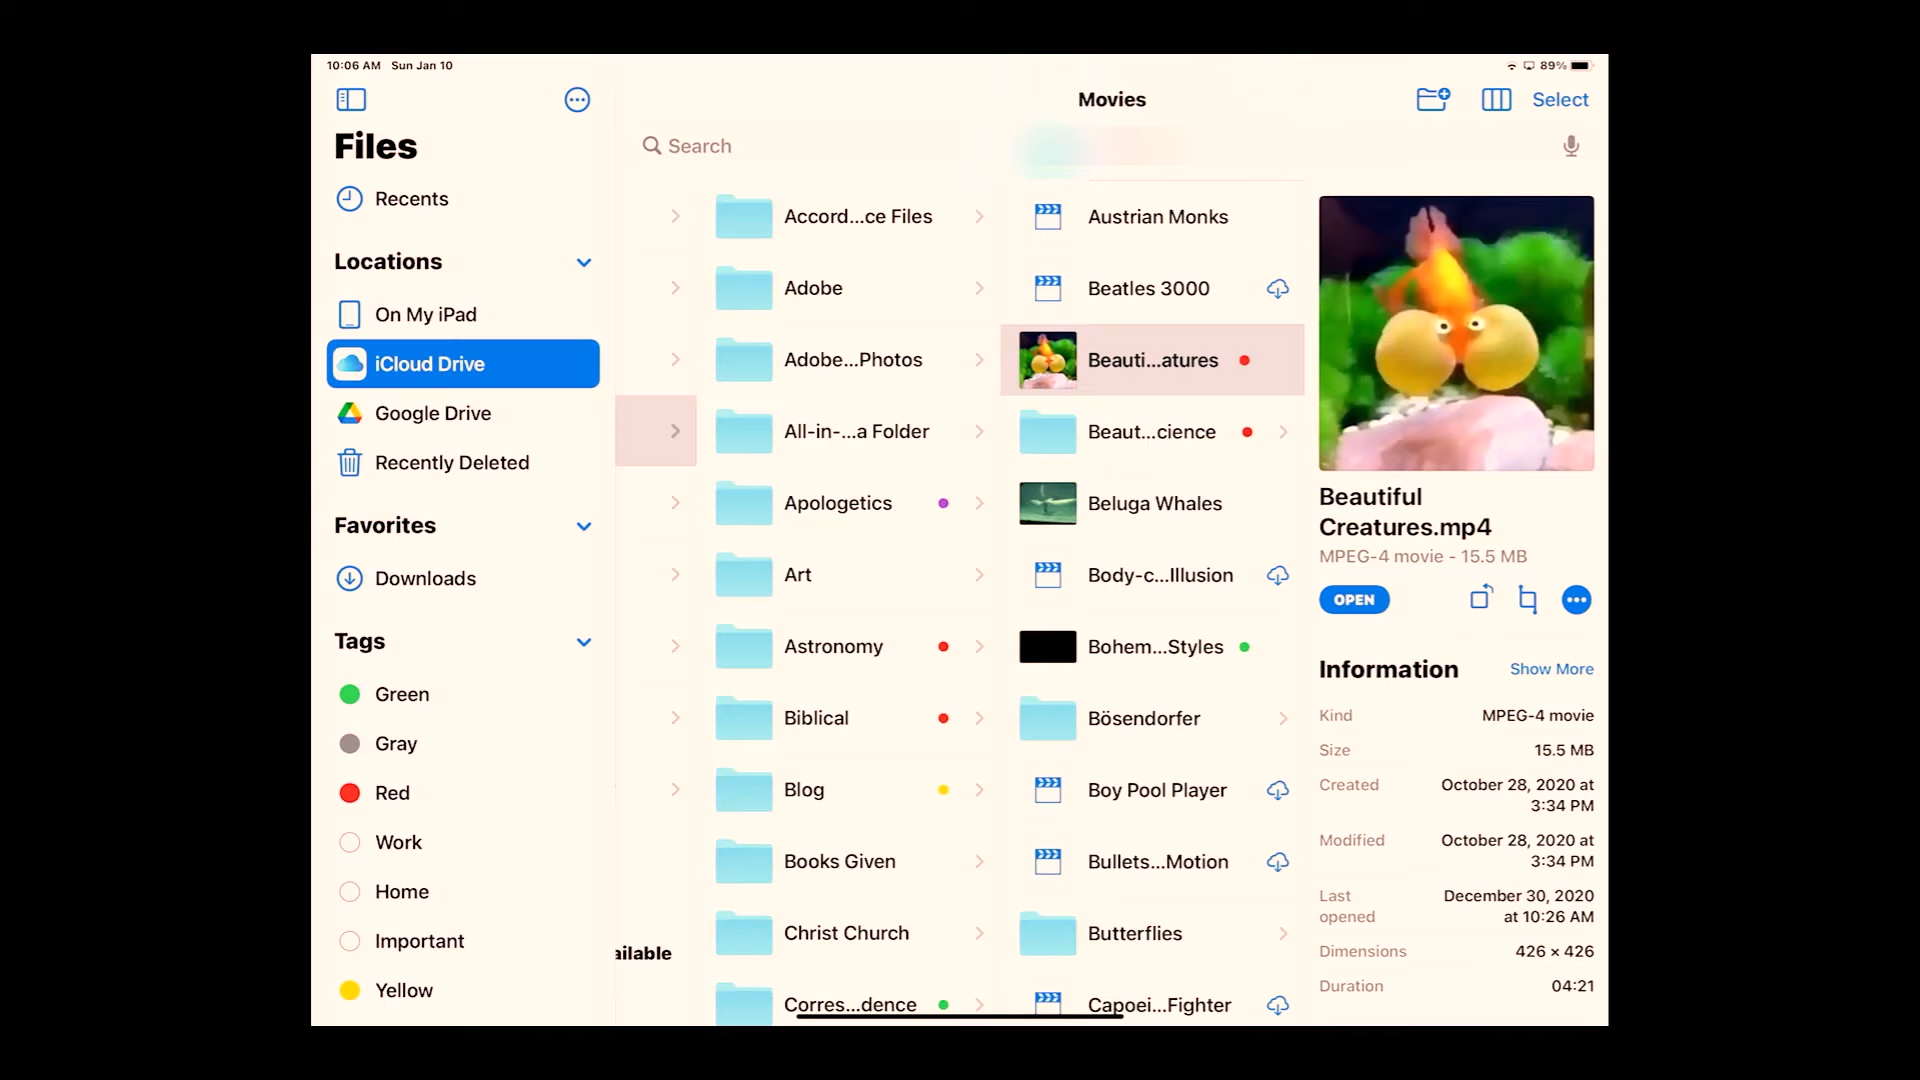 10:06 AM Sun Jan 10
89%
Movies
Select
Files
Search
Recents
Locations
On My iPad
iCloud Drive
Google Drive
Recently Deleted
Favorites
Downloads
Tags
Green
Gray
Red
Work
Home
Important
Yellow
ailable
Accord...ce Files
Adobe
Adobe...Photos
All-in-...a Folder
Apologetics
Art
Astronomy
Biblical
Blog
Books Given
Christ Church
Corres...dence
Austrian Monks
Beatles 3000
Beauti...atures
Beaut...cience
Beluga Whales
Body-c...Illusion
Bohem...Styles
Bösendorfer
Boy Pool Player
Bullets...Motion
Butterflies
Capoei...Fighter
Beautiful
Creatures.mp4
MPEG-4 movie - 15.5 MB
OPEN
Information Show More
Kind MPEG-4 movie
Size 15.5 MB
Created October 28, 2020 at
3:34 PM
Modified October 28, 2020 at
3:34 PM
Last December 30, 2020
opened at 10:26 AM
Dimensions 426 × 426
Duration 04:21